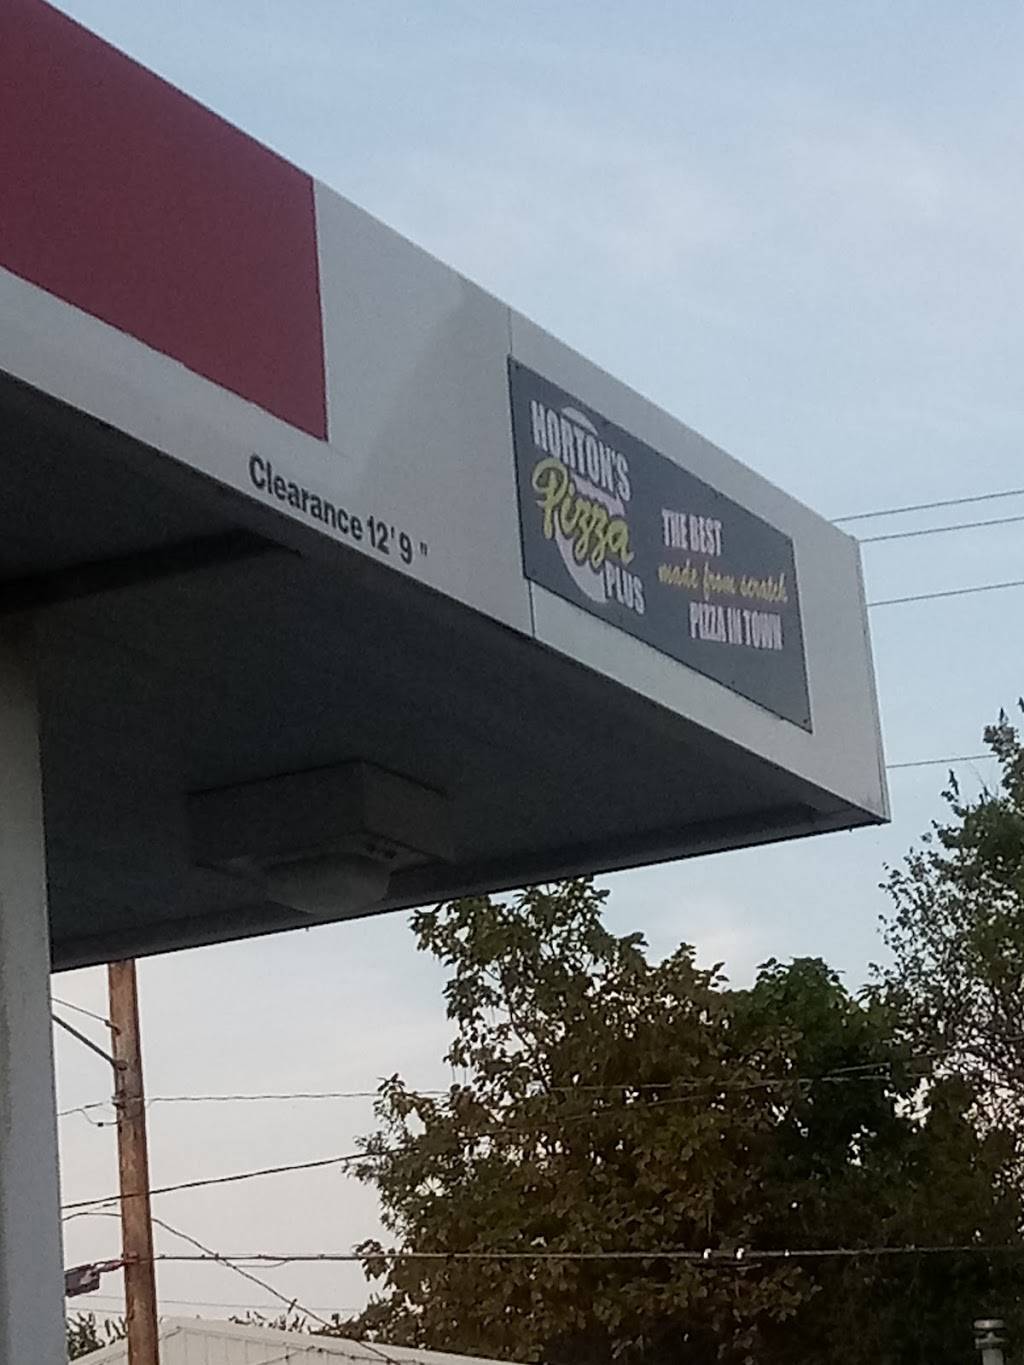 Clearance 12' 9"
HORTON'S
Pizza
PLUS
THE BEST
made from scratch
PIZZA IN TOWN